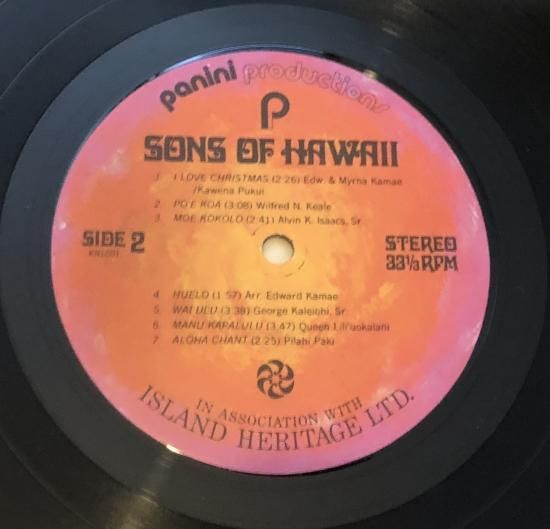 panini productions
P
SONS OF HAWAII
1. I LOVE CHRISTMAS (2:26) Edw. & Myrna Kamae
/Kawena Pukui
2. PO'E KOA (3:08) Wilfred N. Keale
3. MOE KOKOLO (2:41) Alvin K. Isaacs, Sr.
SIDE 2
STEREO
33⅓ RPM
4. HUELO (1:57) Arr. Edward Kamae
5. WAI ULU (3:38) George Kaleiohi, Sr.
6. MANU KAPALULU (3:47) Queen Lili'uokalani
7. ALOHA CHANT (2:25) Pilahi Paki
IN ASSOCIATION WITH
ISLAND HERITAGE LTD.